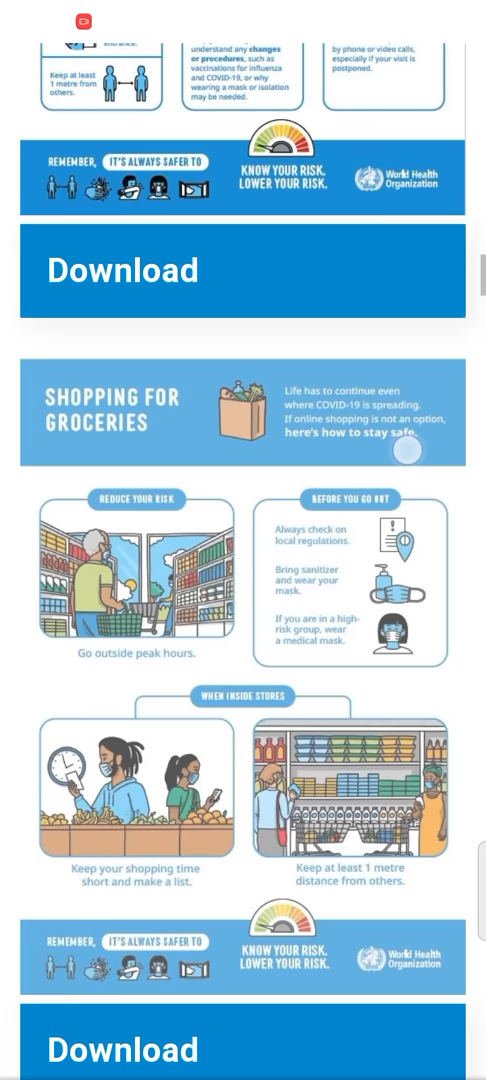 Keep at least
1 metre from
others.
understand any changes
or procedures, such as
vaccinations for influenza
and COVID-19, or why
wearing a mask or isolation
may be needed.
by phone or video calls,
especially if your visit is
postponed.
REMEMBER, IT'S ALWAYS SAFER TO
KNOW YOUR RISK.
LOWER YOUR RISK.
World Health
Organization
Download
SHOPPING FOR
GROCERIES
Life has to continue even
where COVID-19 is spreading.
If online shopping is not an option,
here's how to stay safe.
REDUCE YOUR RISK
Go outside peak hours.
BEFORE YOU GO OUT
Always check on
local regulations.
Bring sanitizer
and wear your
mask.
If you are in a high-
risk group, wear
a medical mask.
WHEN INSIDE STORES
Keep your shopping time
short and make a list.
Keep at least 1 metre
distance from others.
REMEMBER, IT'S ALWAYS SAFER TO
KNOW YOUR RISK.
LOWER YOUR RISK.
World Health
Organization
Download